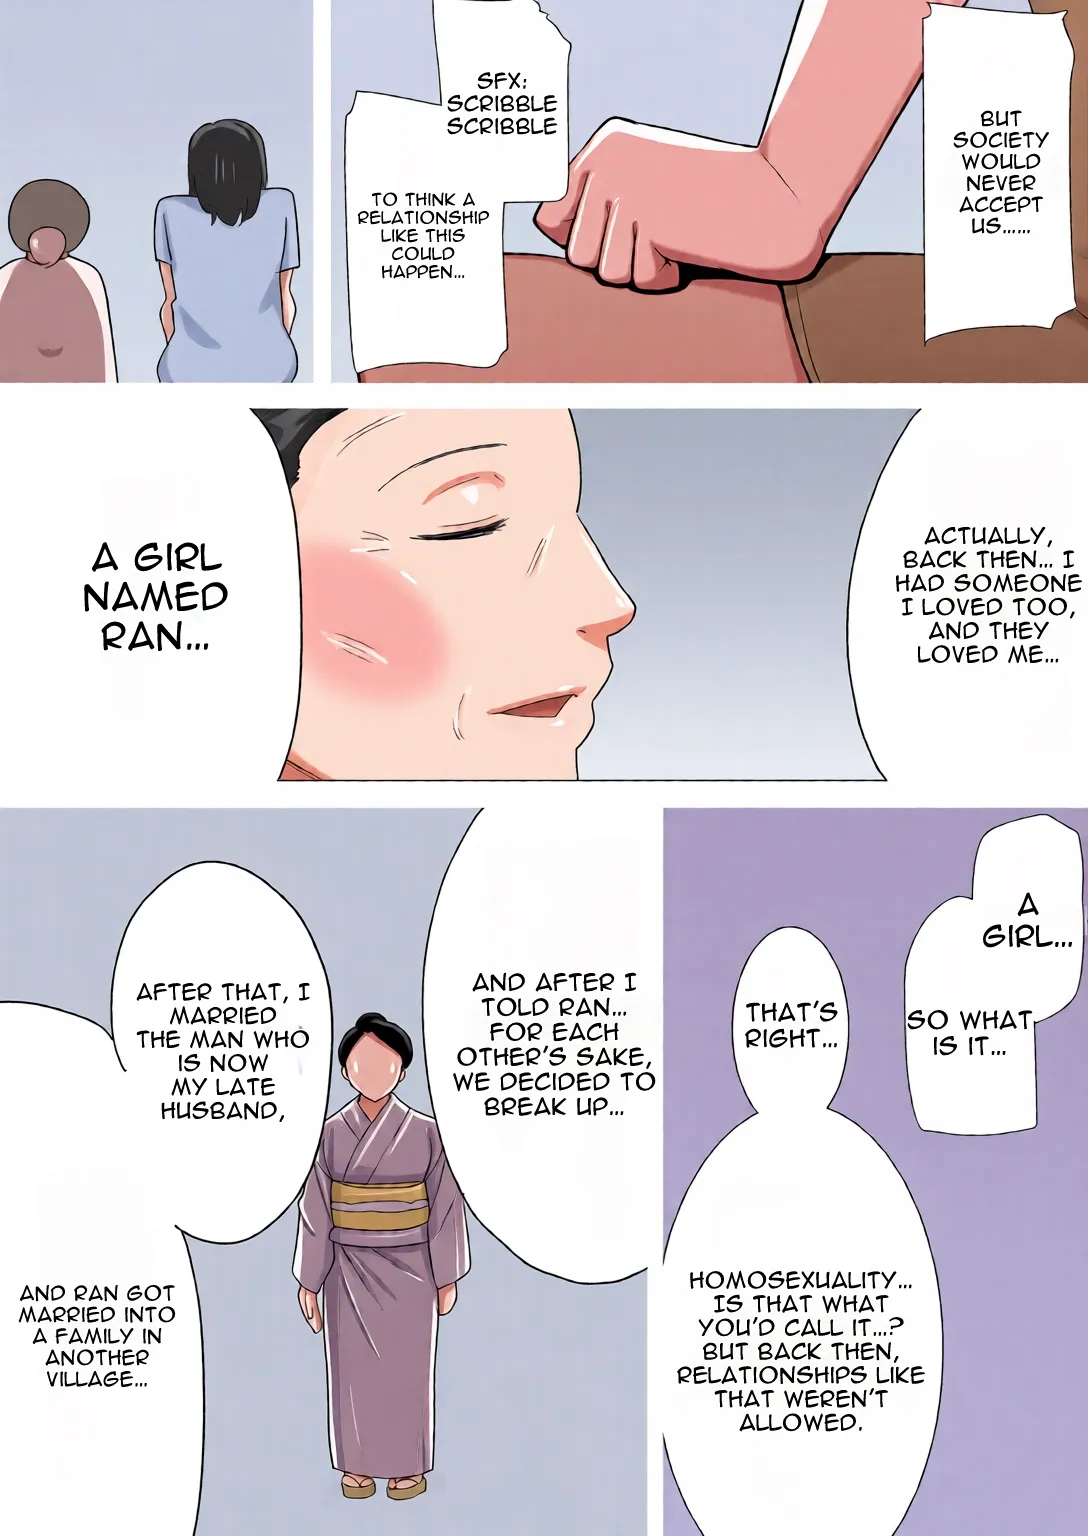 BUT
SOCIETY
WOULD
NEVER
ACCEPT
US......
SFX:
SCRIBBLE
SCRIBBLE
TO THINK A
RELATIONSHIP
LIKE THIS
COULD
HAPPEN...
ACTUALLY,
BACK THEN... I
HAD SOMEONE
I LOVED TOO,
AND THEY
LOVED ME...
A GIRL
NAMED
RAN...
A
GIRL...
SO WHAT
IS IT...
THAT'S
RIGHT...
HOMOSEXUALITY...
IS THAT WHAT
YOU'D CALL IT...?
BUT BACK THEN,
RELATIONSHIPS LIKE
THAT WEREN'T
ALLOWED.
AND AFTER I
TOLD RAN...
FOR EACH
OTHER'S SAKE,
WE DECIDED TO
BREAK UP...
AFTER THAT, I
MARRIED
THE MAN WHO
IS NOW
MY LATE
HUSBAND,
AND RAN GOT
MARRIED INTO
A FAMILY IN
ANOTHER
VILLAGE...